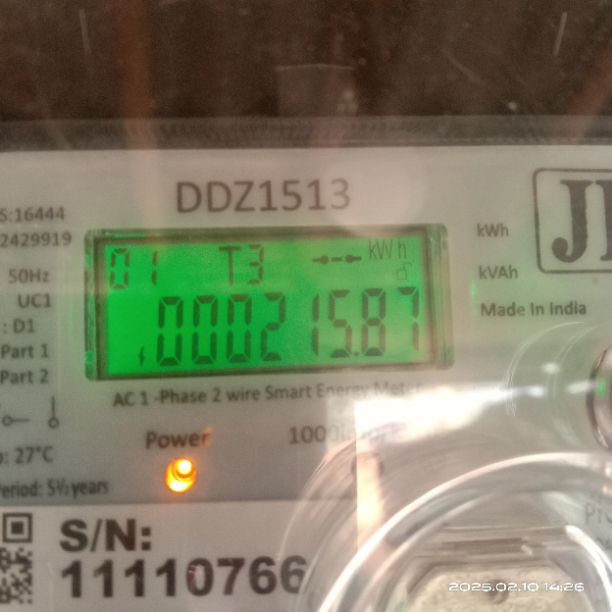 DDZ1513
S:16444
2429919
50Hz
UC1
: D1
Part 1
Part 2
01 T3 kWh
000215.87
kWh
kVAh
Made In India
AC 1 -Phase 2 wire Smart Energy Meter
Power
: 27°C
Period: 5½ years
S/N:
11110766
2025.02.10 14:26